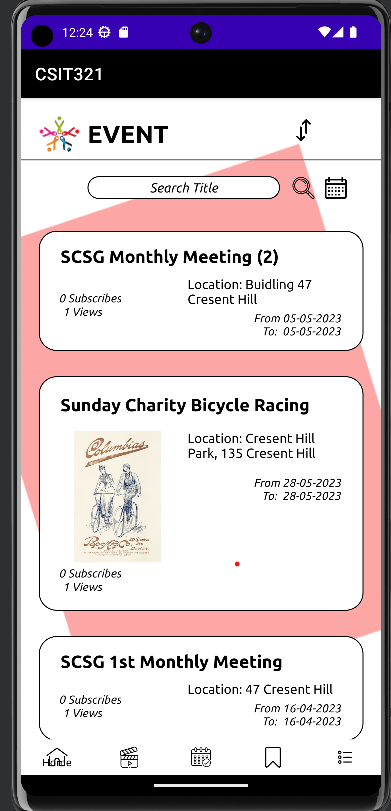 12:24
CSIT321
EVENT
Search Title
SCSG Monthly Meeting (2)
Location: Buidling 47
Cresent Hill
0 Subscribes
1 Views
From 05-05-2023
To: 05-05-2023
Sunday Charity Bicycle Racing
Columbias
Location: Cresent Hill
Park, 135 Cresent Hill
From 28-05-2023
To: 28-05-2023
0 Subscribes
1 Views
SCSG 1st Monthly Meeting
Location: 47 Cresent Hill
0 Subscribes
1 Views
From 16-04-2023
To: 16-04-2023